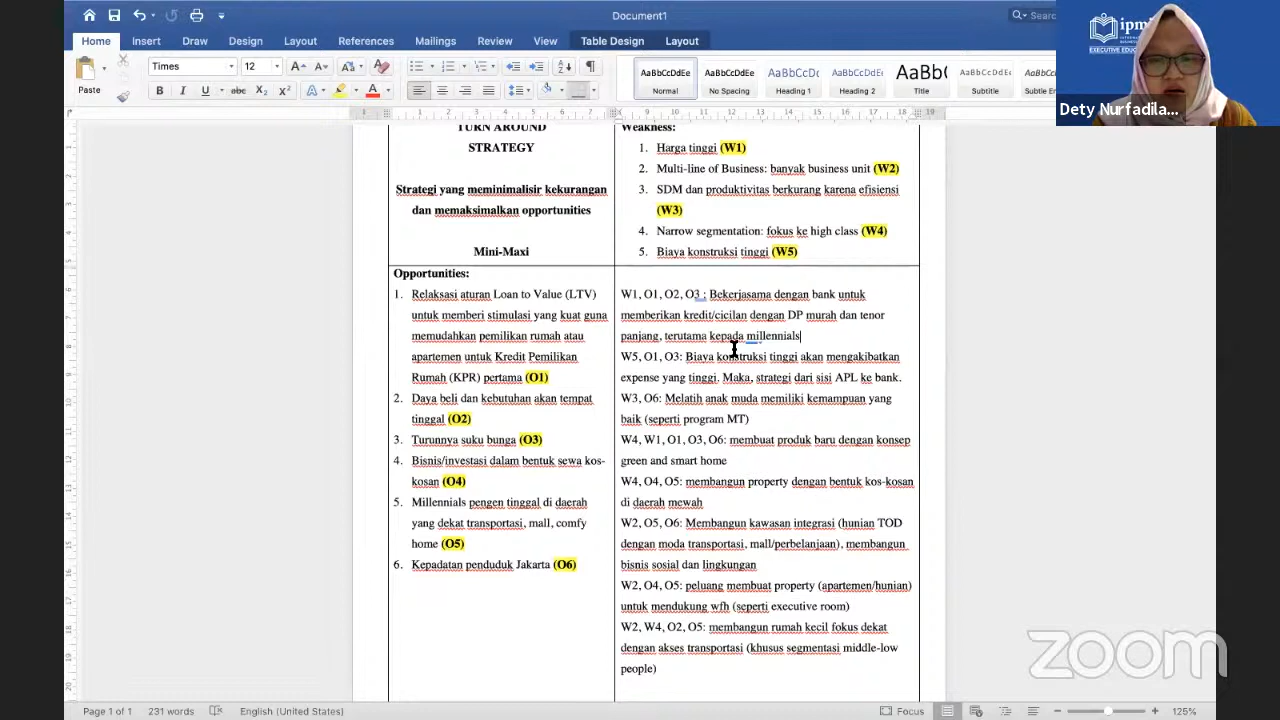 Document1
Searc
Home Insert Draw Design Layout References Mailings Review View Table Design Layout
Paste
Times 12
AaBbCcDdEe AaBbCcDdEe AaBbCcDc AaBbCcDdEe AaBbC AaBbCcDdEe AaBbCcDdEe
Normal No Spacing Heading 1 Heading 2 Title Subtitle Subtle En
ipmi
EXECUTIVE EDUC
Dety Nurfadila...
TURN AROUND
STRATEGY
Strategi yang meminimalisir kekurangan
dan memaksimalkan opportunities
Mini-Maxi
Weakness:
1. Harga tinggi (W1)
2. Multi-line of Business: banyak business unit (W2)
3. SDM dan produktivitas berkurang karena efisiensi
(W3)
4. Narrow segmentation: fokus ke high class (W4)
5. Biaya konstruksi tinggi (W5)
Opportunities:
1. Relaksasi aturan Loan to Value (LTV)
untuk memberi stimulasi yang kuat guna
memudahkan pemilikan rumah atau
apartemen untuk Kredit Pemilikan
Rumah (KPR) pertama (O1)
2. Daya beli dan kebutuhan akan tempat
tinggal (O2)
3. Turunnya suku bunga (O3)
4. Bisnis/investasi dalam bentuk sewa kos-
kosan (O4)
5. Millennials pengen tinggal di daerah
yang dekat transportasi, mall, comfy
home (O5)
6. Kepadatan penduduk Jakarta (O6)
W1, O1, O2, O3 : Bekerjasama dengan bank untuk
memberikan kredit/cicilan dengan DP murah dan tenor
panjang, terutama kepada millennials
W5, O1, O3: Biaya konstruksi tinggi akan mengakibatkan
expense yang tinggi. Maka, strategi dari sisi APL ke bank.
W3, O6: Melatih anak muda memiliki kemampuan yang
baik (seperti program MT)
W4, W1, O1, O3, O6: membuat produk baru dengan konsep
green and smart home
W4, O4, O5: membangun property dengan bentuk kos-kosan
di daerah mewah
W2, O5, O6: Membangun kawasan integrasi (hunian TOD
dengan moda transportasi, mall/perbelanjaan), membangun
bisnis sosial dan lingkungan
W2, O4, O5: peluang membuat property (apartemen/hunian)
untuk mendukung wfh (seperti executive room)
W2, W4, O2, O5: membangun rumah kecil fokus dekat
dengan akses transportasi (khusus segmentasi middle-low
people)
zoom
Page 1 of 1 231 words English (United States) Focus 125%